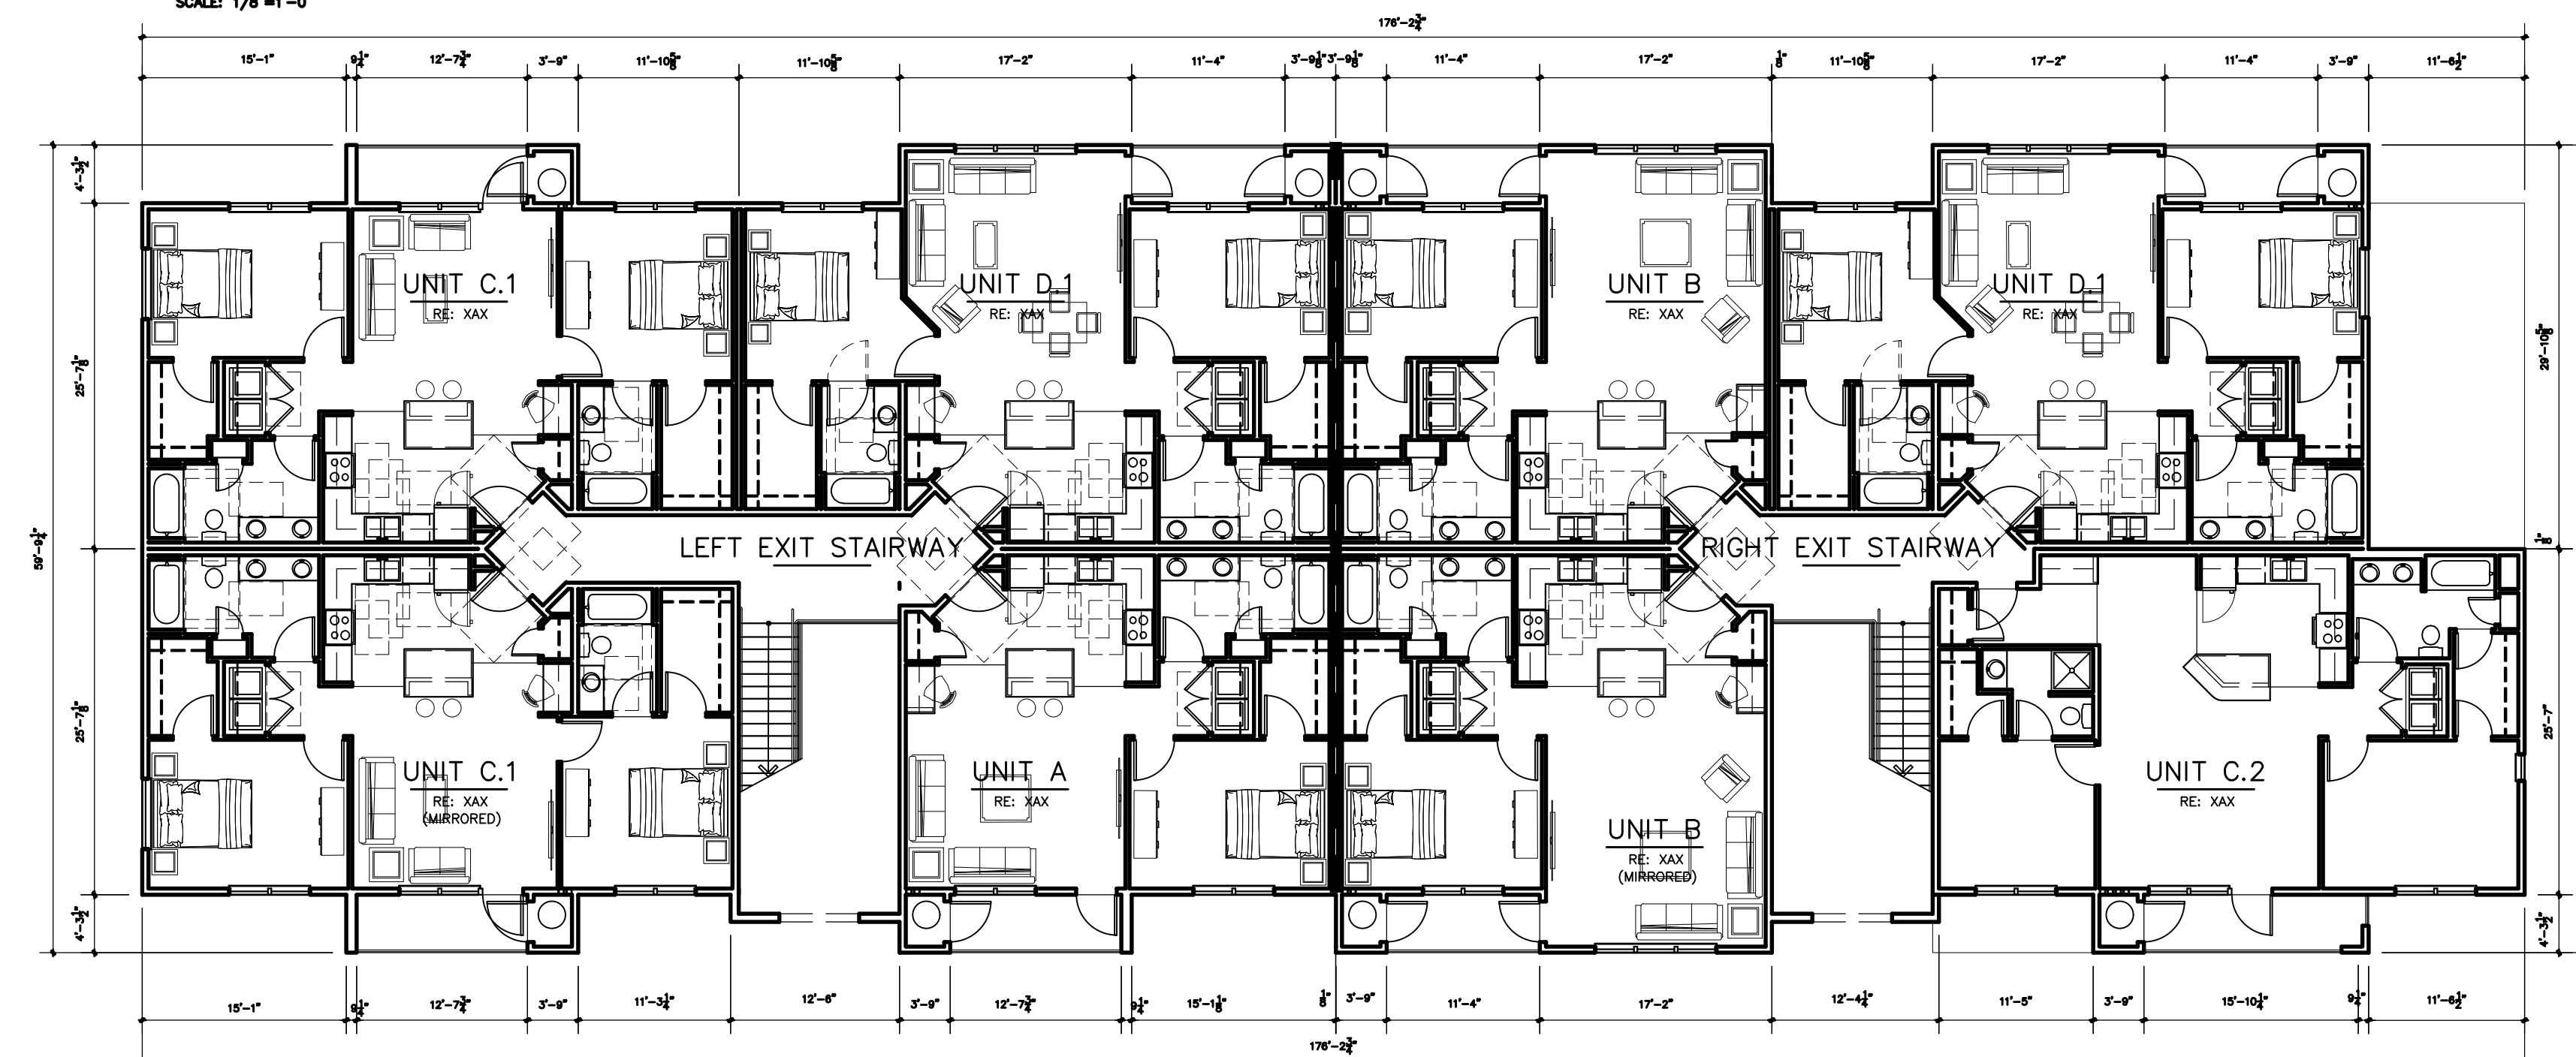 SCALE: 1/8"=1'-0"
176'-2 3/4"
15'-1" 9 1/4" 12'-7 3/4" 3'-9" 11'-10 5/8" 11'-10 5/8" 17'-2" 11'-4" 3'-9 1/8" 3'-9 1/8" 11'-4" 17'-2" 1/8" 11'-10 5/8" 17'-2" 11'-4" 3'-9" 11'-6 1/2"
4'-3 1/2"
25'-7 1/8"
59'-9 1/4"
25'-7 1/8"
4'-3 1/2"
UNIT C.1
RE: XAX
UNIT D.1
RE: XAX
UNIT B
RE: XAX
UNIT D.1
RE: XAX
29'-10 5/8"
1/8"
25'-7"
4'-3 1/2"
LEFT EXIT STAIRWAY
RIGHT EXIT STAIRWAY
UNIT C.1
RE: XAX
(MIRRORED)
UNIT A
RE: XAX
UNIT B
RE: XAX
(MIRRORED)
UNIT C.2
RE: XAX
15'-1" 9 1/4" 12'-7 3/4" 3'-9" 11'-3 1/4" 12'-6" 3'-9" 12'-7 3/4" 9 1/4" 15'-1 1/8" 1/8" 3'-9" 11'-4" 17'-2" 12'-4 1/4" 11'-5" 3'-9" 15'-10 1/4" 9 1/4" 11'-6 1/2"
176'-2 3/4"